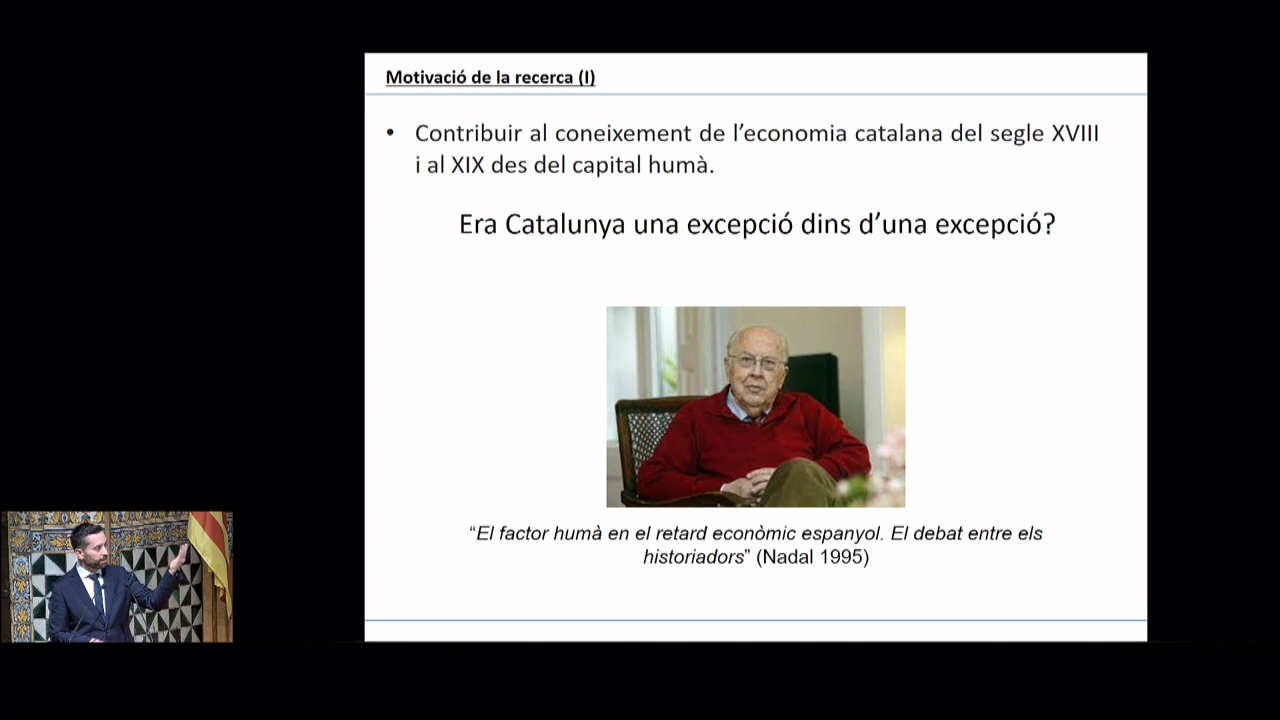 Motivació de la recerca (I)
• Contribuir al coneixement de l’economia catalana del segle XVIII
i al XIX des del capital humà.
Era Catalunya una excepció dins d’una excepció?
“El factor humà en el retard econòmic espanyol. El debat entre els
historiadors” (Nadal 1995)